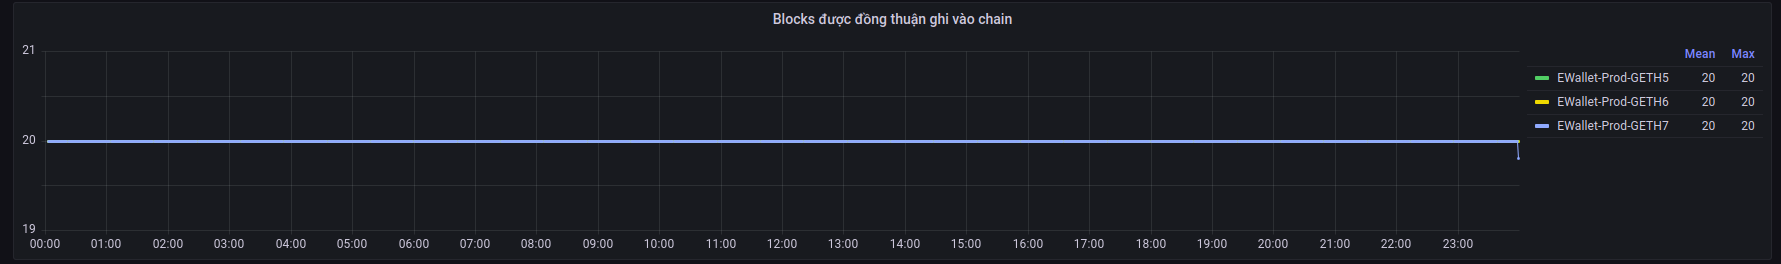 Blocks được đồng thuận ghi vào chain
21
20
19
00:00 01:00 02:00 03:00 04:00 05:00 06:00 07:00 08:00 09:00 10:00 11:00 12:00 13:00 14:00 15:00 16:00 17:00 18:00 19:00 20:00 21:00 22:00 23:00
Mean Max
EWallet-Prod-GETH5 20 20
EWallet-Prod-GETH6 20 20
EWallet-Prod-GETH7 20 20